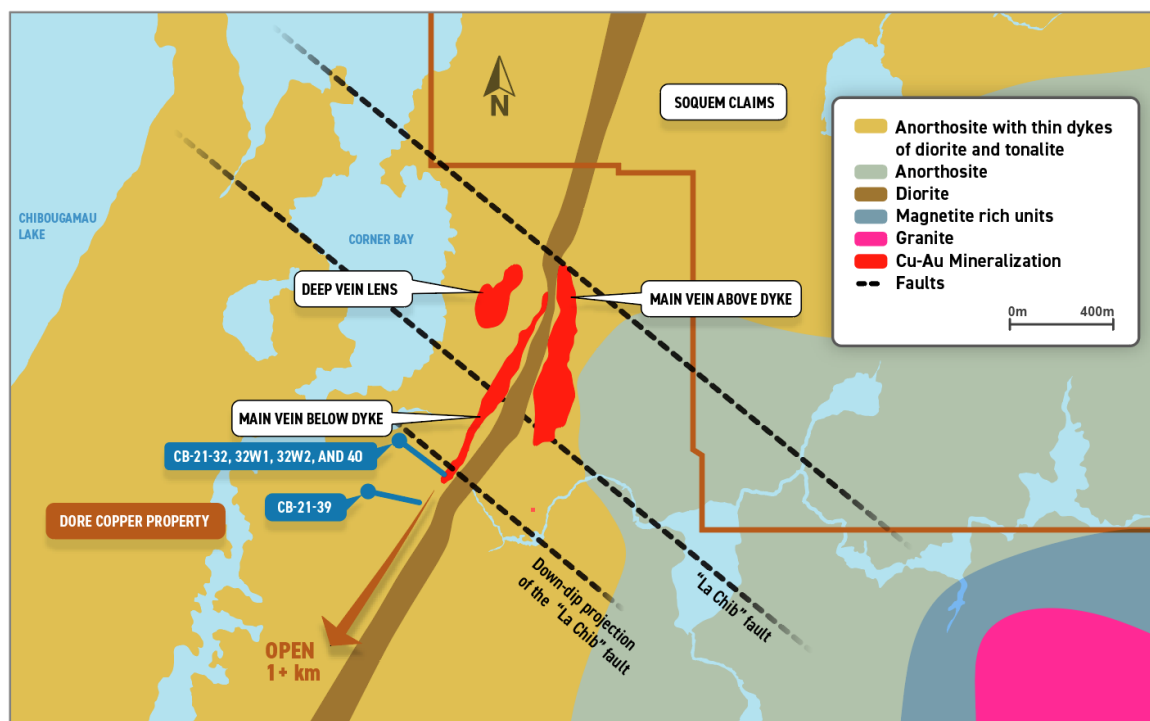 N
SOQUEM CLAIMS
Anorthosite with thin dykes
of diorite and tonalite
Anorthosite
Diorite
Magnetite rich units
Granite
Cu-Au Mineralization
Faults
0m 400m
CHIBOUGAMAU
LAKE
CORNER BAY
DEEP VEIN LENS
MAIN VEIN ABOVE DYKE
MAIN VEIN BELOW DYKE
CB-21-32, 32W1, 32W2, AND 40
CB-21-39
DORE COPPER PROPERTY
OPEN
1+ km
Down-dip projection
of the "La Chib" fault
"La Chib" fault